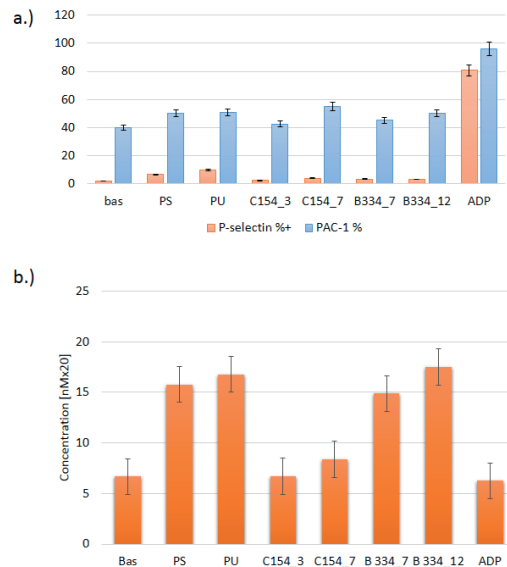 a.)
120
100
80
60
40
20
0
bas PS PU C154_3 C154_7 B334_7 B334_12 ADP
P-selectin %+ PAC-1 %
b.)
25
20
15
10
5
0
Concentration [nMx20]
Bas PS PU C154_3 C154_7 B 334_7 B 334_12 ADP